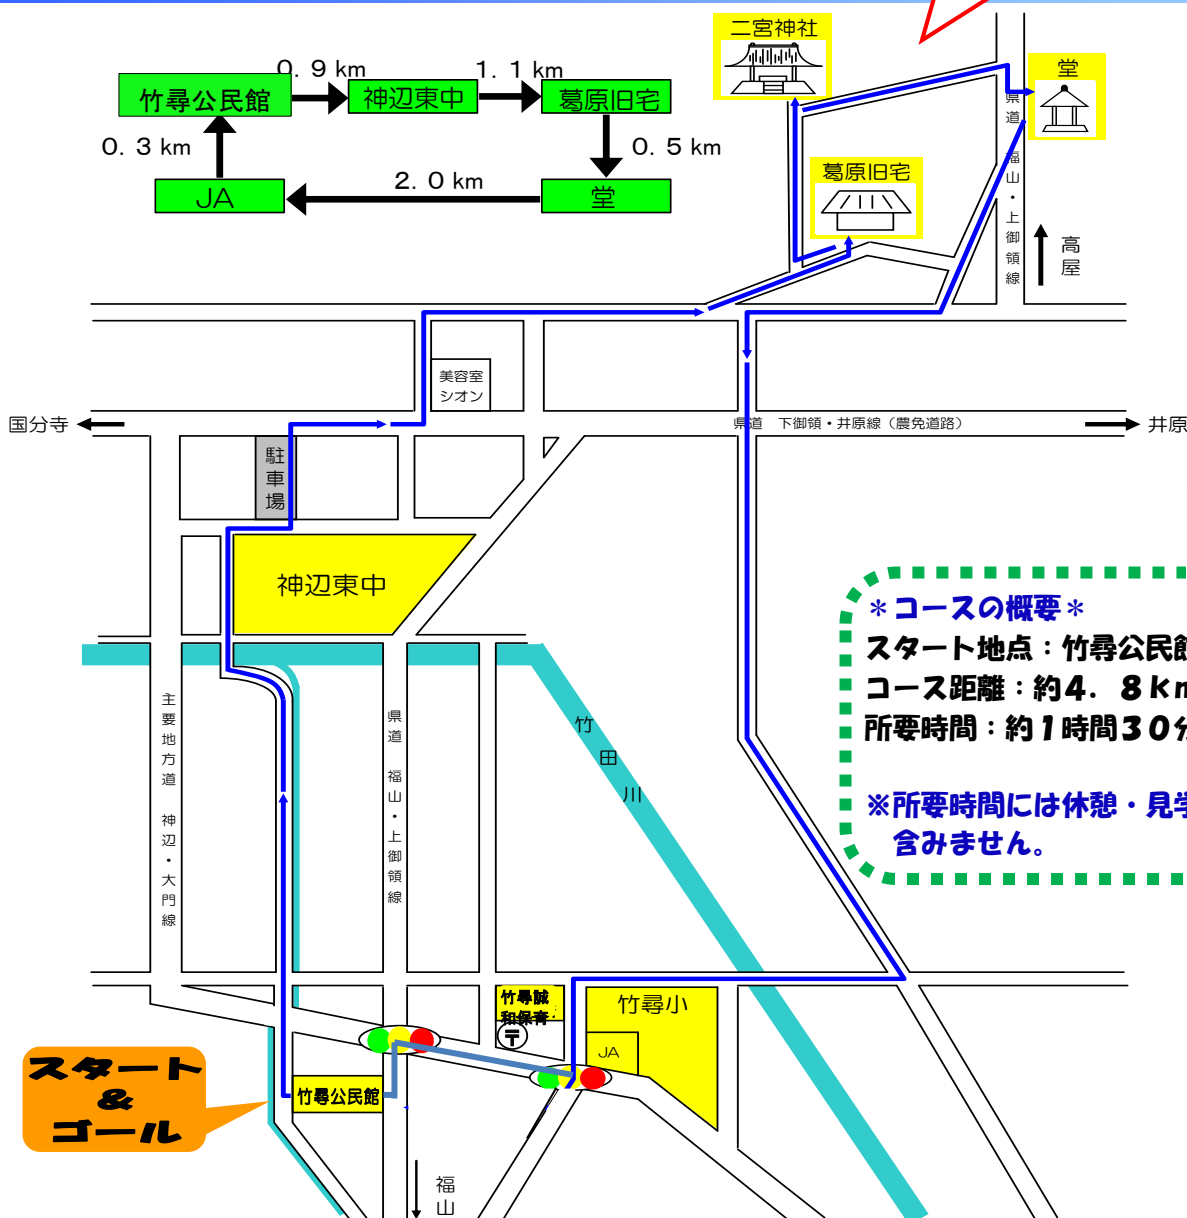 二宮神社
堂
0. 9 km
1. 1 km
竹尋公民館
神辺東中
葛原旧宅
0. 3 km
0. 5 km
2. 0 km
JA
堂
葛原旧宅
県道 福山・上御領線
高屋
美容室
シオン
国分寺
県道 下御領・井原線（農免道路）
井原
駐車場
神辺東中
＊コースの概要＊
スタート地点：竹尋公民館
コース距離：約4. 8km
所要時間：約1時間30分
※所要時間には休憩・見学
含みません。
主要地方道 神辺・大門線
県道 福山・上御領線
竹田川
竹尋誠
和保育
〒
竹尋小
JA
スタート
&
ゴール
竹尋公民館
福山